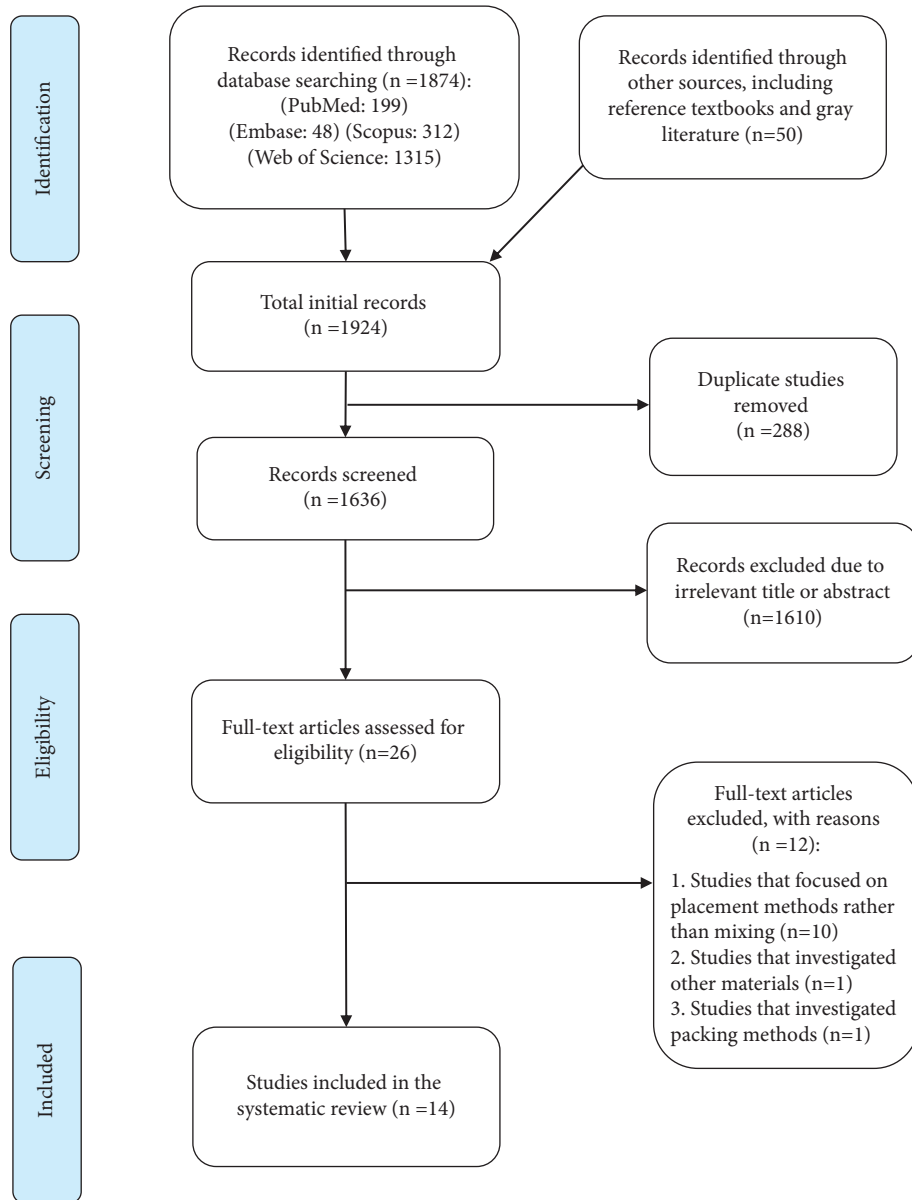 Identification
Records identified through
database searching (n =1874):
(PubMed: 199)
(Embase: 48) (Scopus: 312)
(Web of Science: 1315)
Records identified through
other sources, including
reference textbooks and gray
literature (n=50)
Total initial records
(n =1924)
Screening
Duplicate studies
removed
(n =288)
Records screened
(n =1636)
Records excluded due to
irrelevant title or abstract
(n=1610)
Eligibility
Full-text articles assessed for
eligibility (n=26)
Full-text articles
excluded, with reasons
(n =12):
1. Studies that focused on
placement methods rather
than mixing (n=10)
2. Studies that investigated
other materials (n=1)
3. Studies that investigated
packing methods (n=1)
Included
Studies included in the
systematic review (n =14)